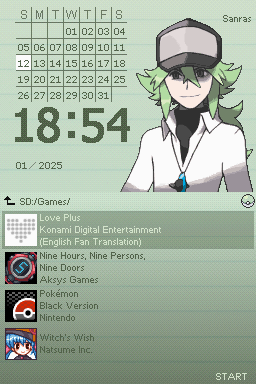 Sanras
S M T W T F S
01 02 03 04
05 06 07 08 09 10 11
12 13 14 15 16 17 18
19 20 21 22 23 24 25
26 27 28 29 30 31
18:54
01/2025
SD:/Games/
Love Plus
Konami Digital Entertainment
(English Fan Translation)
Nine Hours, Nine Persons,
Nine Doors
Aksys Games
Pokémon
Black Version
Nintendo
Witch's Wish
Natsume Inc.
START